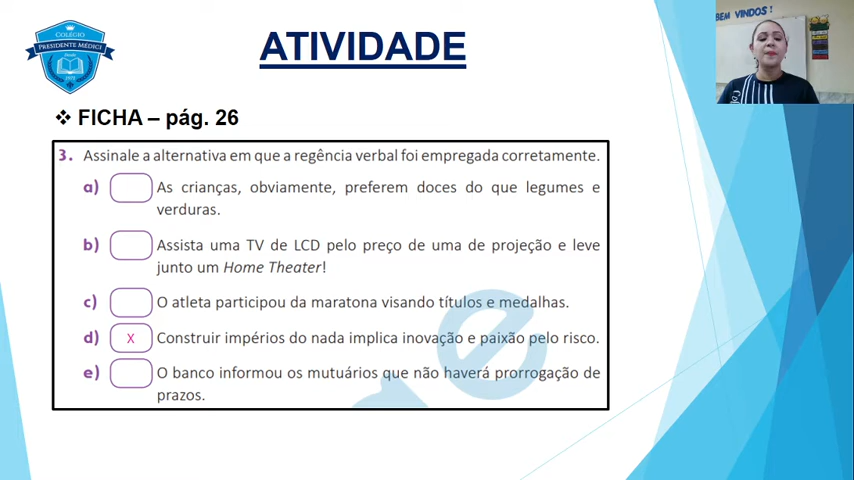 COLÉGIO
PRESIDENTE MÉDICI
1971
ATIVIDADE
BEM VINDOS!
❖ FICHA – pág. 26
3. Assinale a alternativa em que a regência verbal foi empregada corretamente.
a) As crianças, obviamente, preferem doces do que legumes e
verduras.
b) Assista uma TV de LCD pelo preço de uma de projeção e leve
junto um Home Theater!
c) O atleta participou da maratona visando títulos e medalhas.
d) X Construir impérios do nada implica inovação e paixão pelo risco.
e) O banco informou os mutuários que não haverá prorrogação de
prazos.